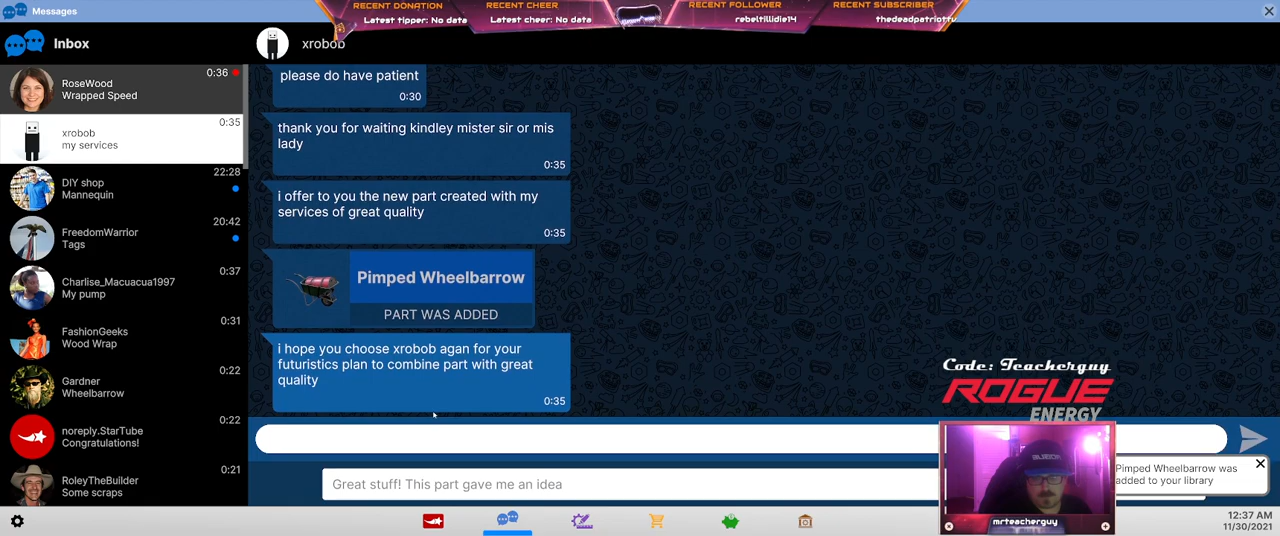 Messages
RECENT DONATION
Latest tipper: No data
RECENT CHEER
Latest cheer: No data
RECENT FOLLOWER
rebeltillidie14
RECENT SUBSCRIBER
thedeadpatriottv
Inbox
xrobob
RoseWood
Wrapped Speed
0:36
xrobob
my services
0:35
DIY shop
Mannequin
22:28
FreedomWarrior
Tags
20:42
Charlise_Macuacua1997
My pump
0:37
FashionGeeks
Wood Wrap
0:31
Gardner
Wheelbarrow
0:22
noreply.StarTube
Congratulations!
0:22
RoleyTheBuilder
Some scraps
0:21
please do have patient
0:30
thank you for waiting kindley mister sir or mis
lady
0:35
i offer to you the new part created with my
services of great quality
0:35
Pimped Wheelbarrow
PART WAS ADDED
i hope you choose xrobob agan for your
futuristics plan to combine part with great
quality
0:35
Great stuff! This part gave me an idea
Code: Teacherguy
ROGUE
ENERGY
mrteacherguy
Pimped Wheelbarrow was
added to your library
12:37 AM
11/30/2021